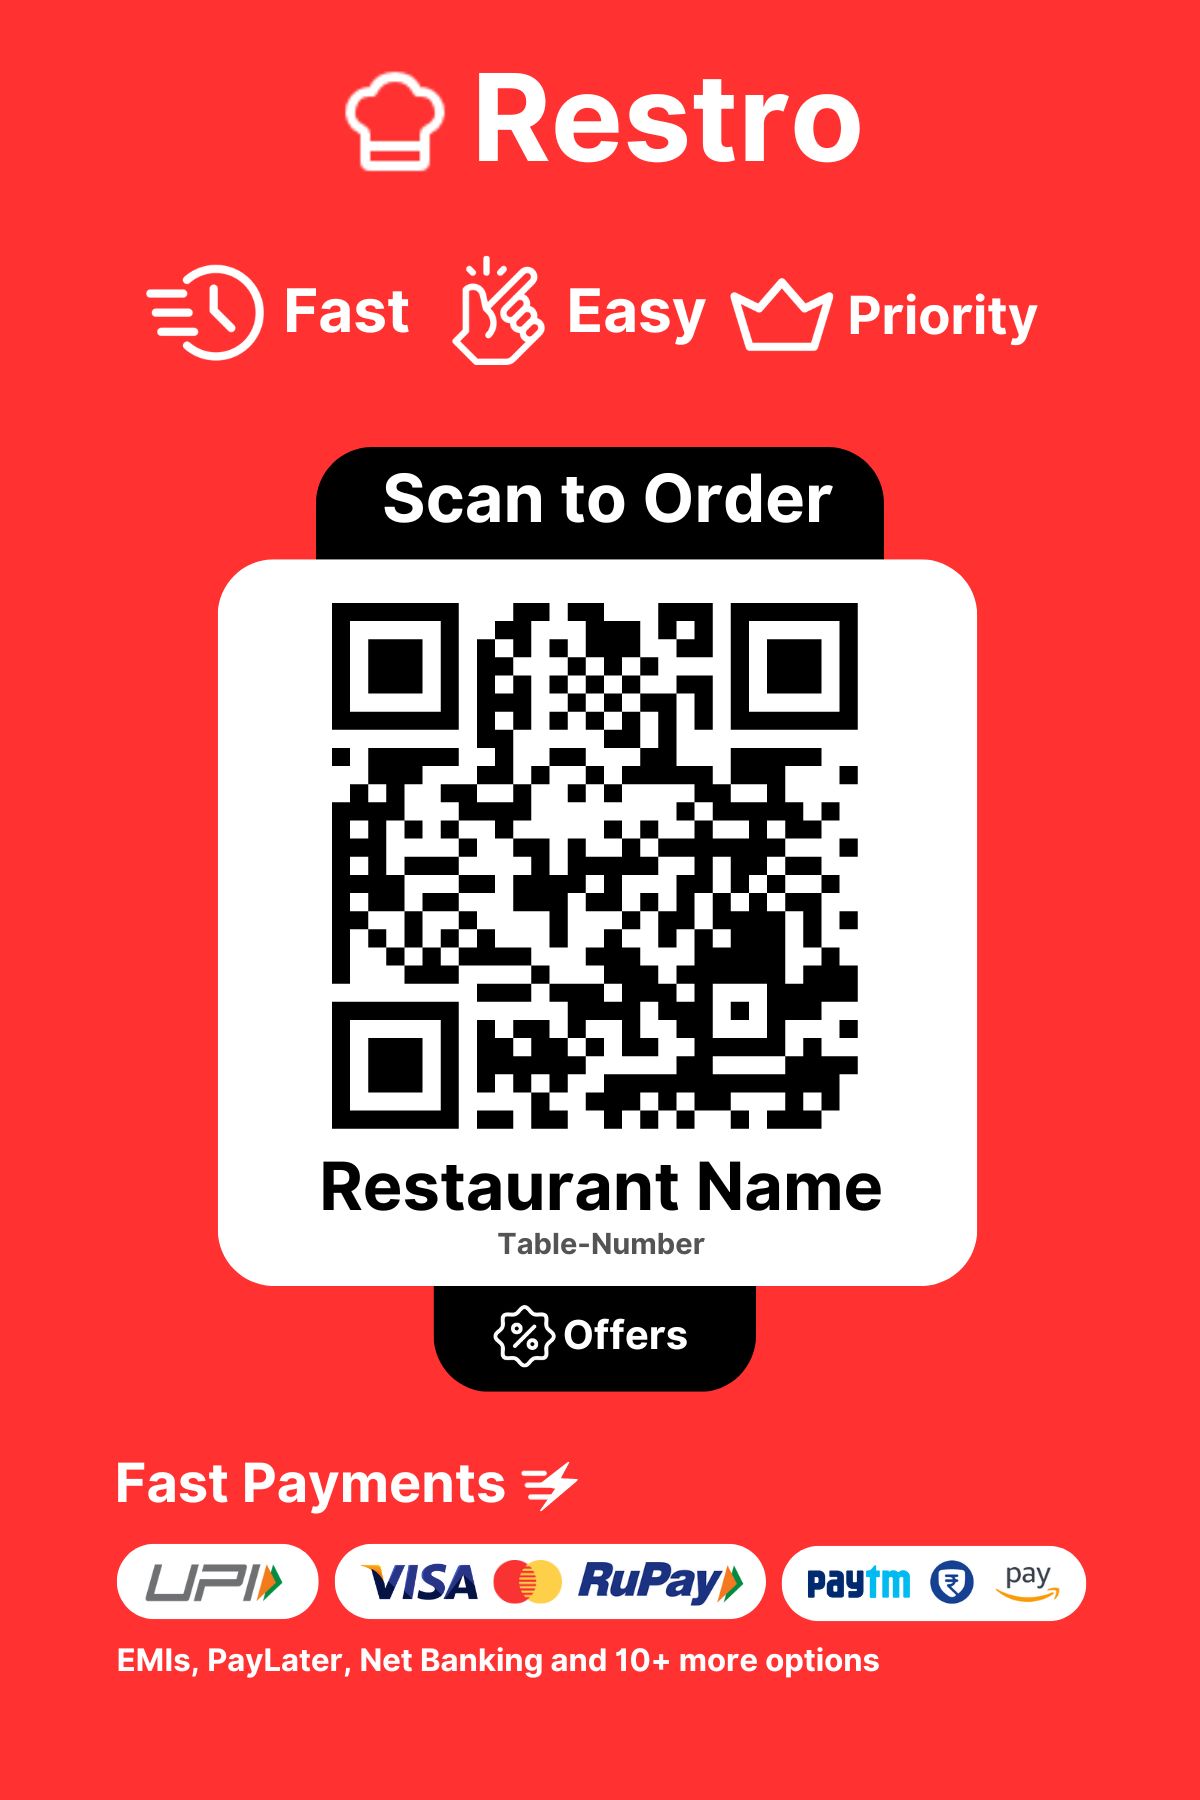 Restro
Fast Easy Priority
Scan to Order
Restaurant Name
Table-Number
% Offers
Fast Payments
UPI VISA RuPay paytm ₹ pay
EMIs, PayLater, Net Banking and 10+ more options